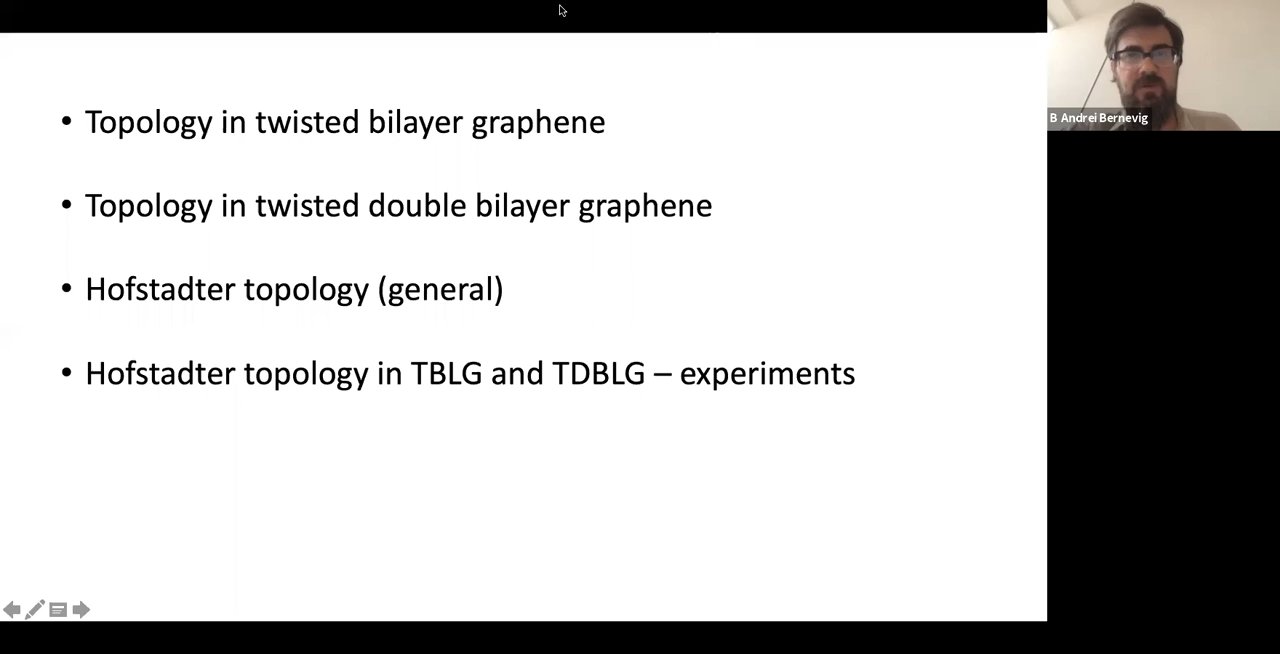 • Topology in twisted bilayer graphene
• Topology in twisted double bilayer graphene
• Hofstadter topology (general)
• Hofstadter topology in TBLG and TDBLG – experiments
B Andrei Bernevig